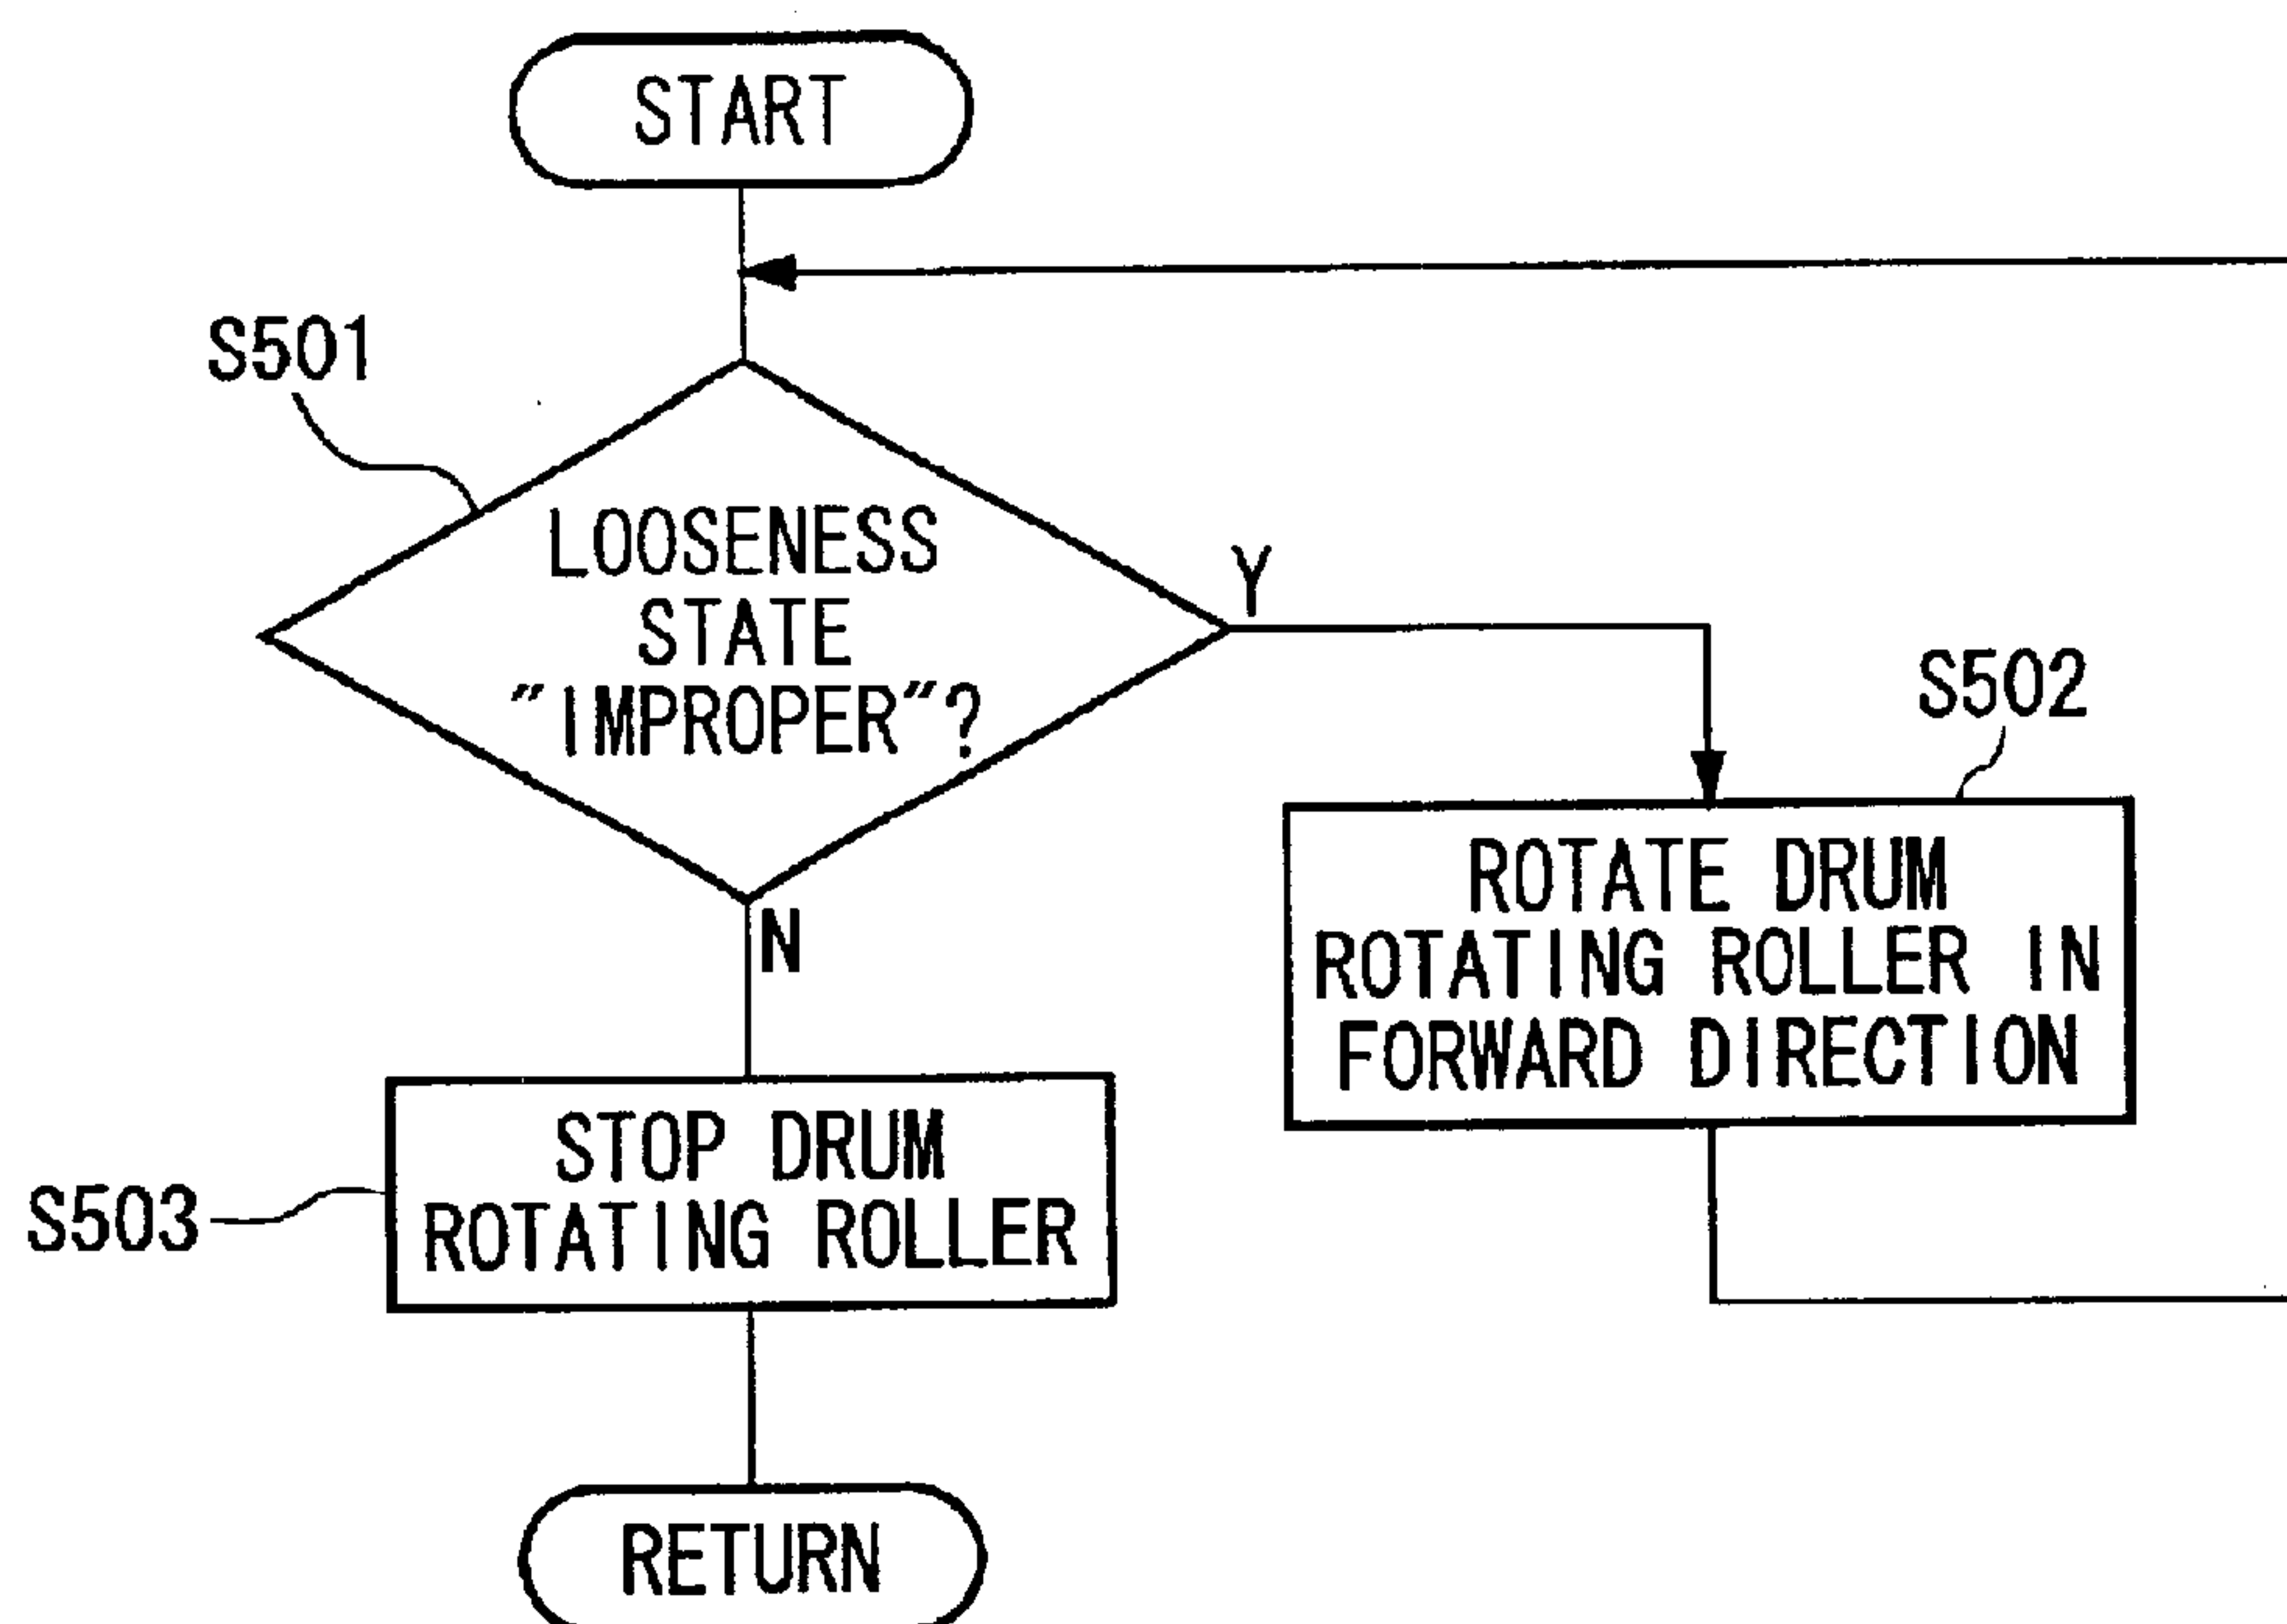 START
S501
LOOSENESS
STATE
"IMPROPER"?
Y
S502
ROTATE DRUM
ROTATING ROLLER IN
FORWARD DIRECTION
N
S503
STOP DRUM
ROTATING ROLLER
RETURN